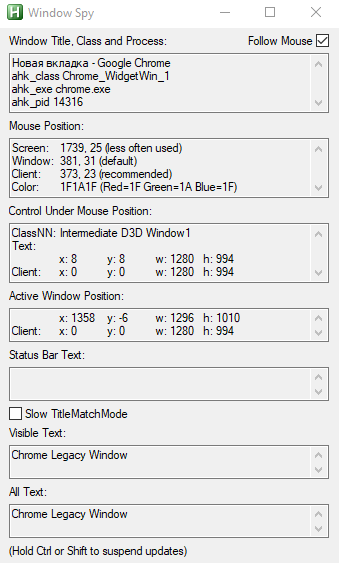 Window Spy
Window Title, Class and Process: Follow Mouse
Новая вкладка - Google Chrome
ahk_class Chrome_WidgetWin_1
ahk_exe chrome.exe
ahk_pid 14316
Mouse Position:
Screen: 1739, 25 (less often used)
Window: 381, 31 (default)
Client: 373, 23 (recommended)
Color: 1F1A1F (Red=1F Green=1A Blue=1F)
Control Under Mouse Position:
ClassNN: Intermediate D3D Window1
Text:
x: 8 y: 8 w: 1280 h: 994
Client: x: 0 y: 0 w: 1280 h: 994
Active Window Position:
x: 1358 y: -6 w: 1296 h: 1010
Client: x: 0 y: 0 w: 1280 h: 994
Status Bar Text:
Slow TitleMatchMode
Visible Text:
Chrome Legacy Window
All Text:
Chrome Legacy Window
(Hold Ctrl or Shift to suspend updates)